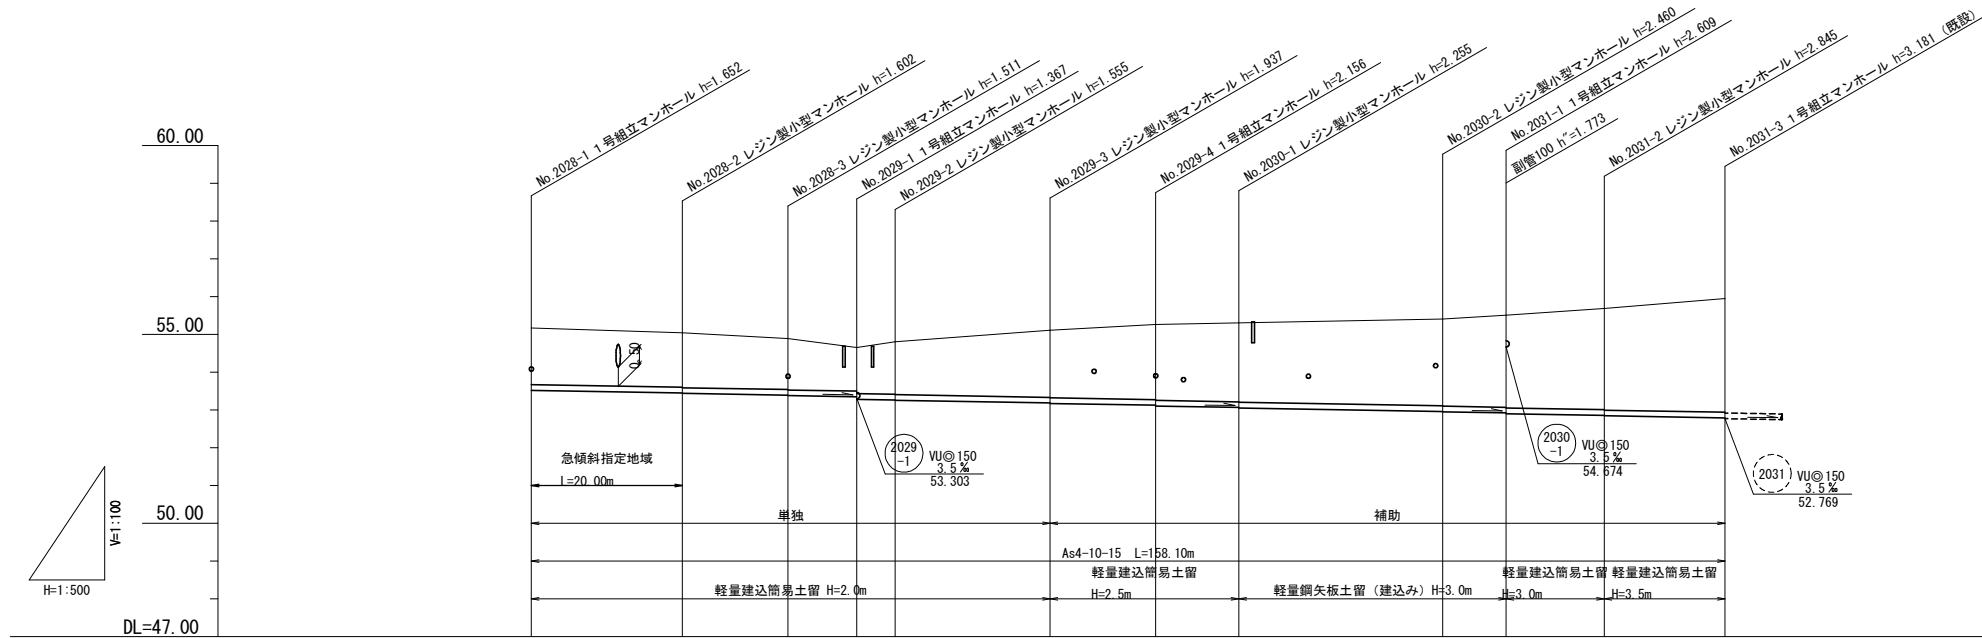 No.2028-1 １号組立マンホール h=1.652
No.2028-2 レジン製小型マンホール h=1.602
No.2028-3 レジン製小型マンホール h=1.511
No.2029-1 １号組立マンホール h=1.367
No.2029-2 レジン製小型マンホール h=1.555
No.2029-3 レジン製小型マンホール h=1.937
No.2029-4 １号組立マンホール h=2.156
No.2030-1 レジン製小型マンホール h=2.255
No.2030-2 レジン製小型マンホール h=2.460
No.2031-1 １号組立マンホール h=2.609
副管100 h"=1.773
No.2031-2 レジン製小型マンホール h=2.845
No.2031-3 １号組立マンホール h=3.181（既設）
60.00
55.00
0.50
2029
-1
VU◎150
3.5‰
53.303
2030
-1
VU◎150
3.5‰
54.674
2031
VU◎150
3.5‰
52.769
急傾斜指定地域
L=20.00m
50.00
単独
補助
V=1:100
H=1:500
As4-10-15 L=158.10m
軽量建込簡易土留 H=2.0m
軽量建込簡易土留
H=2.5m
軽量鋼矢板土留（建込み）H=3.0m
軽量建込簡易土留
H=3.0m
軽量建込簡易土留
H=3.5m
DL=47.00